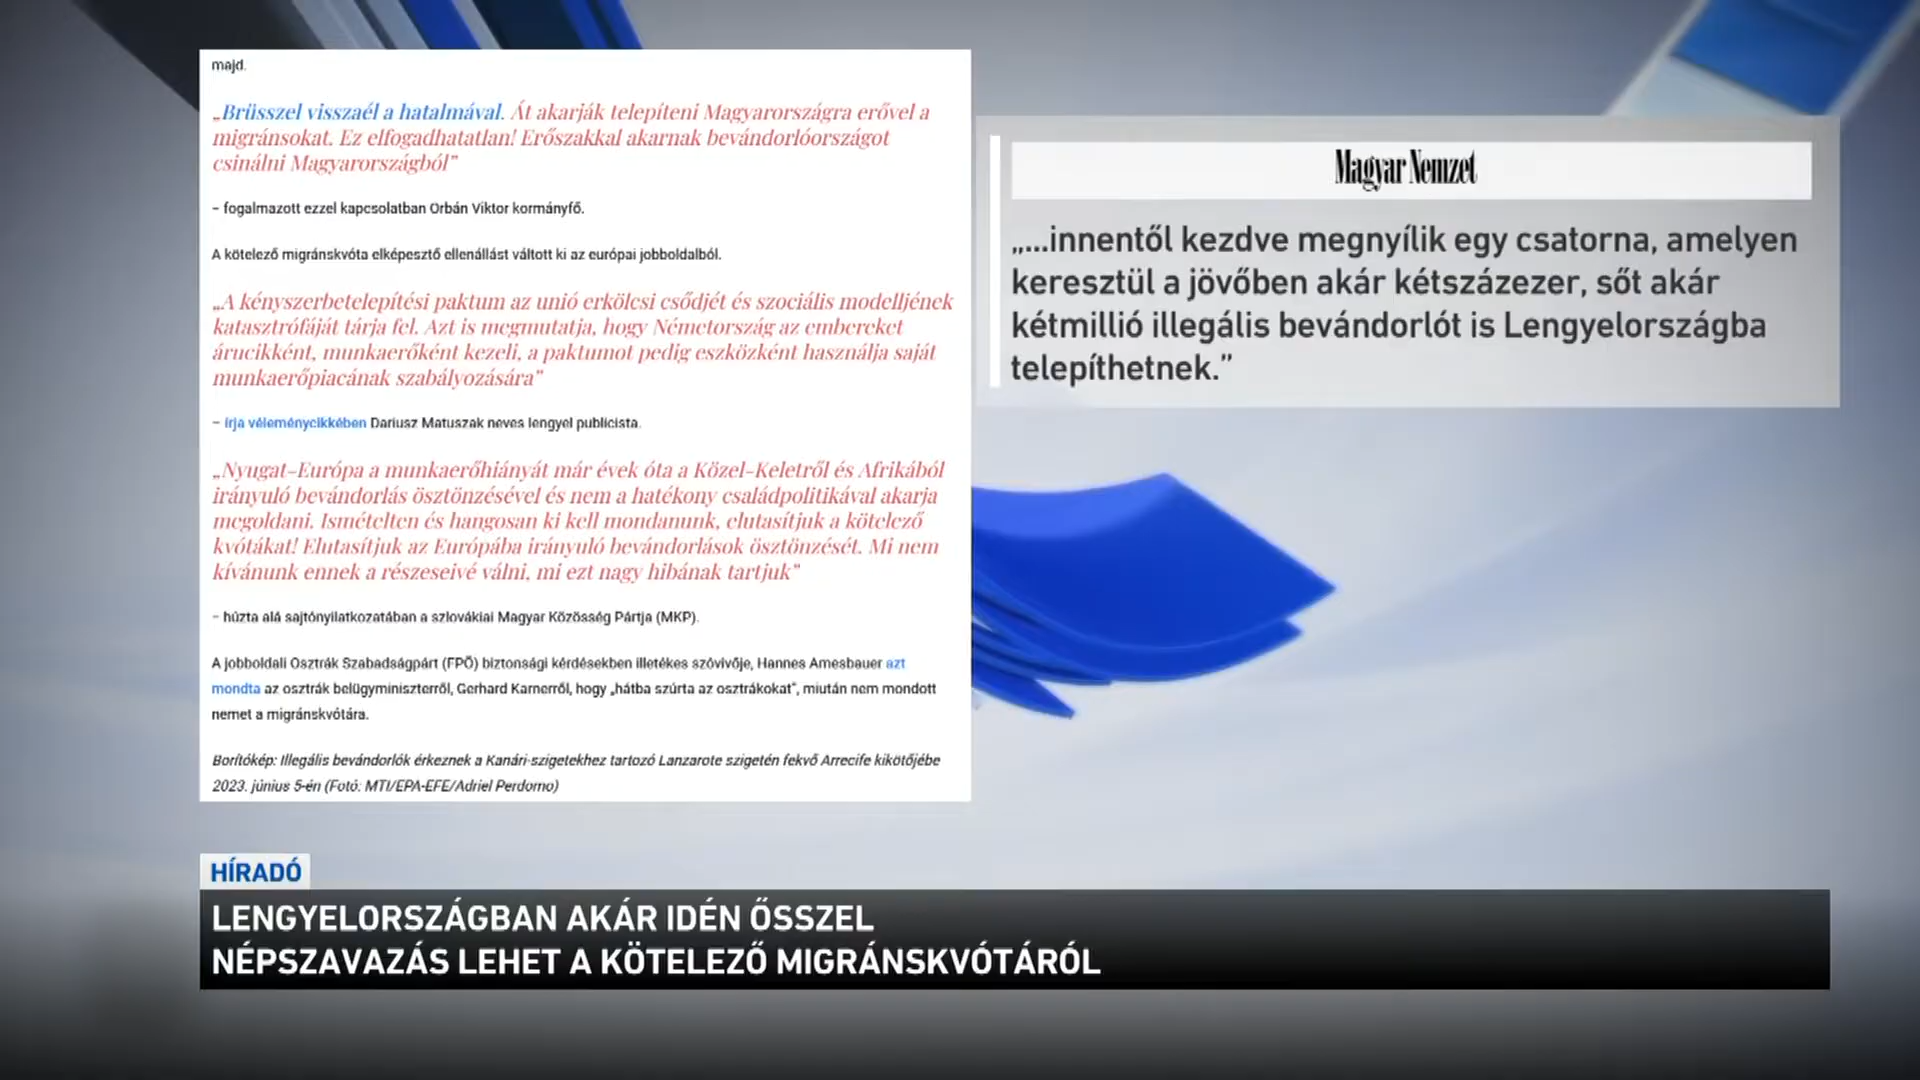 majd.
„Brüsszel visszaél a hatalmával. Át akarják telepíteni Magyarországra erővel a
migránsokat. Ez elfogadhatatlan! Erőszakkal akarnak bevándorlóországot
csinálni Magyarországból”
– fogalmazott ezzel kapcsolatban Orbán Viktor kormányfő.
A kötelező migránskvóta elképesztő ellenállást váltott ki az európai jobboldalból.
„A kényszerbetelepítési paktum az unió erkölcsi csődjét és szociális modelljének
katasztrófáját tárja fel. Azt is megmutatja, hogy Németország az embereket
árucikként, munkaerőként kezeli, a paktumot pedig eszközként használja saját
munkaerőpiacának szabályozására”
– írja véleménycikkében Dariusz Matuszak neves lengyel publicista.
„Nyugat-Európa a munkaerőhiányát már évek óta a Közel-Keletről és Afrikából
irányuló bevándorlás ösztönzésével és nem a hatékony családpolitikával akarja
megoldani. Ismételten és hangosan ki kell mondanunk, elutasítjuk a kötelező
kvótákat! Elutasítjuk az Európába irányuló bevándorlások ösztönzését. Mi nem
kívánunk ennek a részeseivé válni, mi ezt nagy hibának tartjuk”
– húzta alá sajtónyilatkozatában a szlovákiai Magyar Közösség Pártja (MKP).
A jobboldali Osztrák Szabadságpárt (FPÖ) biztonsági kérdésekben illetékes szóvivője, Hannes Amesbauer azt
mondta az osztrák belügyminiszterről, Gerhard Karnerről, hogy „hátba szúrta az osztrákokat”, miután nem mondott
nemet a migránskvótára.
Borítókép: Illegális bevándorlók érkeznek a Kanári-szigetekhez tartozó Lanzarote szigetén fekvő Arrecife kikötőjébe
2023. június 5-én (Fotó: MTI/EPA-EFE/Adriel Perdomo)
Magyar Nemzet
„...innentől kezdve megnyílik egy csatorna, amelyen
keresztül a jövőben akár kétszázezer, sőt akár
kétmillió illegális bevándorlót is Lengyelországba
telepíthetnek.”
HÍRADÓ
LENGYELORSZÁGBAN AKÁR IDÉN ŐSSZEL
NÉPSZAVAZÁS LEHET A KÖTELEZŐ MIGRÁNSKVÓTÁRÓL